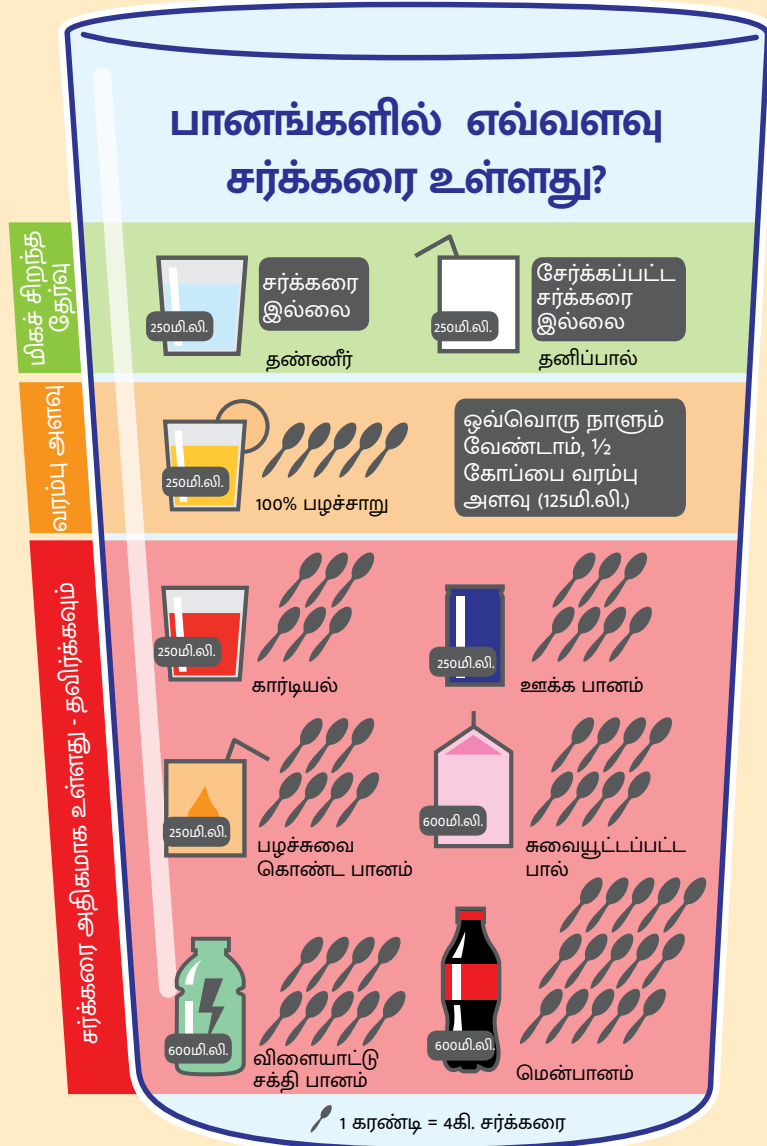 பானங்களில் எவ்வளவு
சர்க்கரை உள்ளது?
மிகச் சிறந்த
தேர்வு
250மி.லி.
சர்க்கரை
இல்லை
தண்ணீர்
250மி.லி.
சேர்க்கப்பட்ட
சர்க்கரை
இல்லை
தனிப்பால்
வரம்பு அளவு
250மி.லி.
100% பழச்சாறு
ஒவ்வொரு நாளும்
வேண்டாம், ½
கோப்பை வரம்பு
அளவு (125மி.லி.)
சர்க்கரை அதிகமாக உள்ளது - தவிர்க்கவும்
250மி.லி.
கார்டியல்
250மி.லி.
ஊக்க பானம்
250மி.லி.
பழச்சுவை
கொண்ட பானம்
600மி.லி.
சுவையூட்டப்பட்ட
பால்
600மி.லி.
விளையாட்டு
சக்தி பானம்
600மி.லி.
மென்பானம்
1 கரண்டி = 4கி. சர்க்கரை